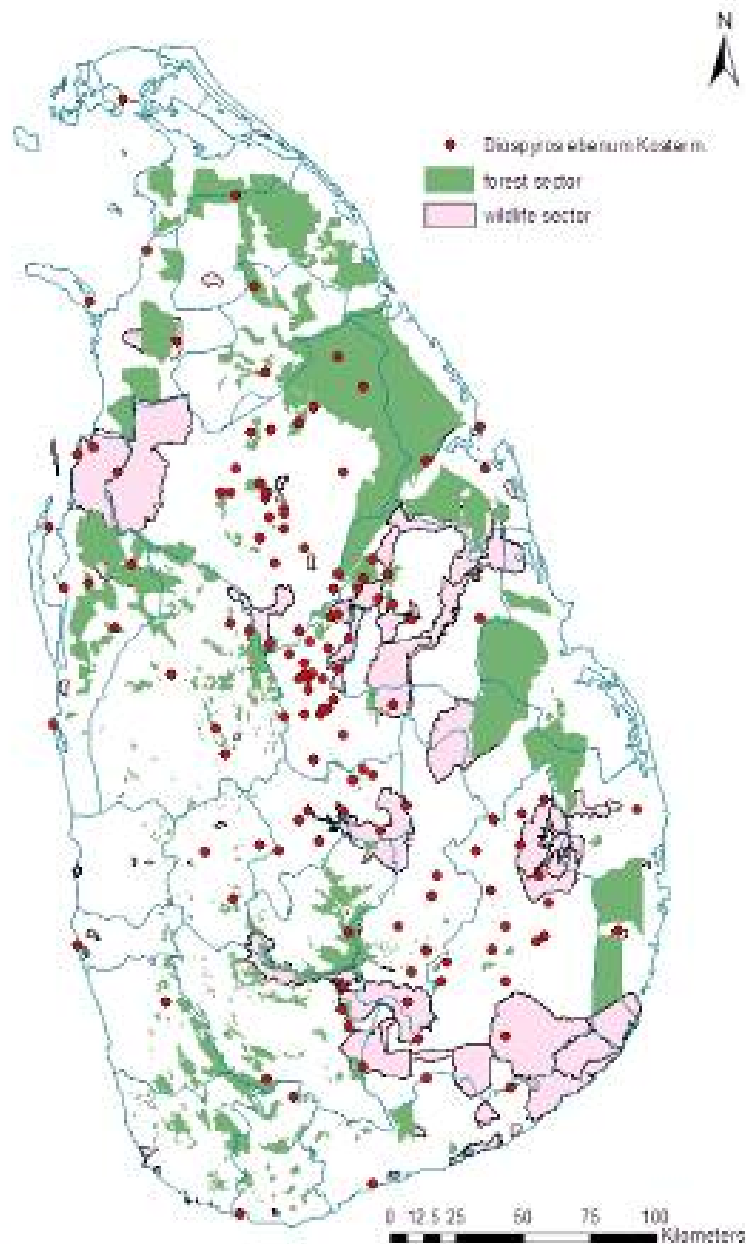 N
Diospyros ebenum Kosterm.
forest sector
wildlife sector
0 12.5 25 50 75 100
Kilometers